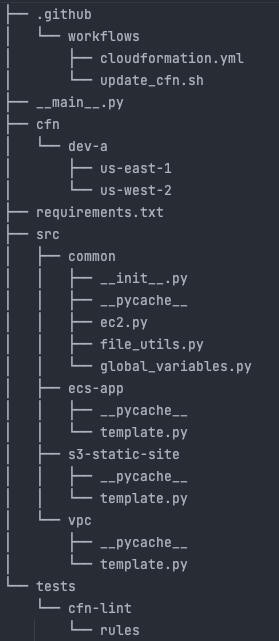 ├── .github
│   └── workflows
│       ├── cloudformation.yml
│       └── update_cfn.sh
├── __main__.py
├── cfn
│   └── dev-a
│       ├── us-east-1
│       └── us-west-2
├── requirements.txt
├── src
│   ├── common
│   │   ├── __init__.py
│   │   ├── __pycache__
│   │   ├── ec2.py
│   │   ├── file_utils.py
│   │   └── global_variables.py
│   ├── ecs-app
│   │   ├── __pycache__
│   │   └── template.py
│   ├── s3-static-site
│   │   ├── __pycache__
│   │   └── template.py
│   └── vpc
│       ├── __pycache__
│       └── template.py
└── tests
    └── cfn-lint
        └── rules